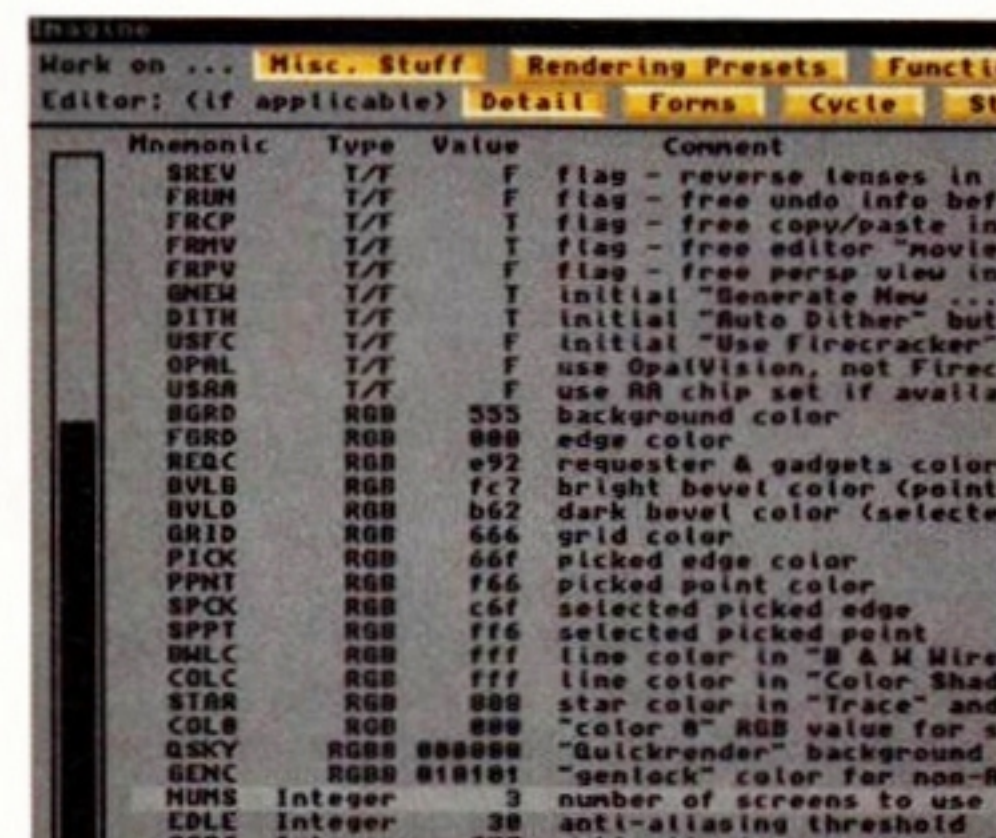 Imagine
Work on ... Misc. Stuff Rendering Presets Functi
Editor: (if applicable) Detail Forms Cycle St
Mnemonic Type Value Comment
SREV T/F F flag - reverse lenses in
FRUN T/F F flag - free undo info bef
FRCP T/F T flag - free copy/paste in
FRMV T/F T flag - free editor "movie
FRPV T/F F flag - free persp view in
GNEW T/F T initial "Generate New ...
DITH T/F T initial "Auto Dither" but
USFC T/F F initial "Use Firecracker"
OPAL T/F F use OpalVision, not Firec
USAA T/F F use AA chip set if availa
BGRD RGB 555 background color
FGRD RGB 000 edge color
REQC RGB e92 requester & gadgets color
BVLB RGB fc7 bright bevel color (point
BVLD RGB b62 dark bevel color (selecte
GRID RGB 666 grid color
PICK RGB 66f picked edge color
PPNT RGB f66 picked point color
SPCK RGB c6f selected picked edge
SPPT RGB ff6 selected picked point
BWLC RGB fff line color in "B & W Wire
COLC RGB fff line color in "Color Shad
STAR RGB star color in "Trace" and
COL0 RGB 000 "color 0" RGB value for s
QSKY RGB8 000000 "Quickrender" background
GENC RGB8 010101 "genlock" color for non-A
NUMS Integer 3 number of screens to use
EDLE Integer 30 anti-aliasing threshold